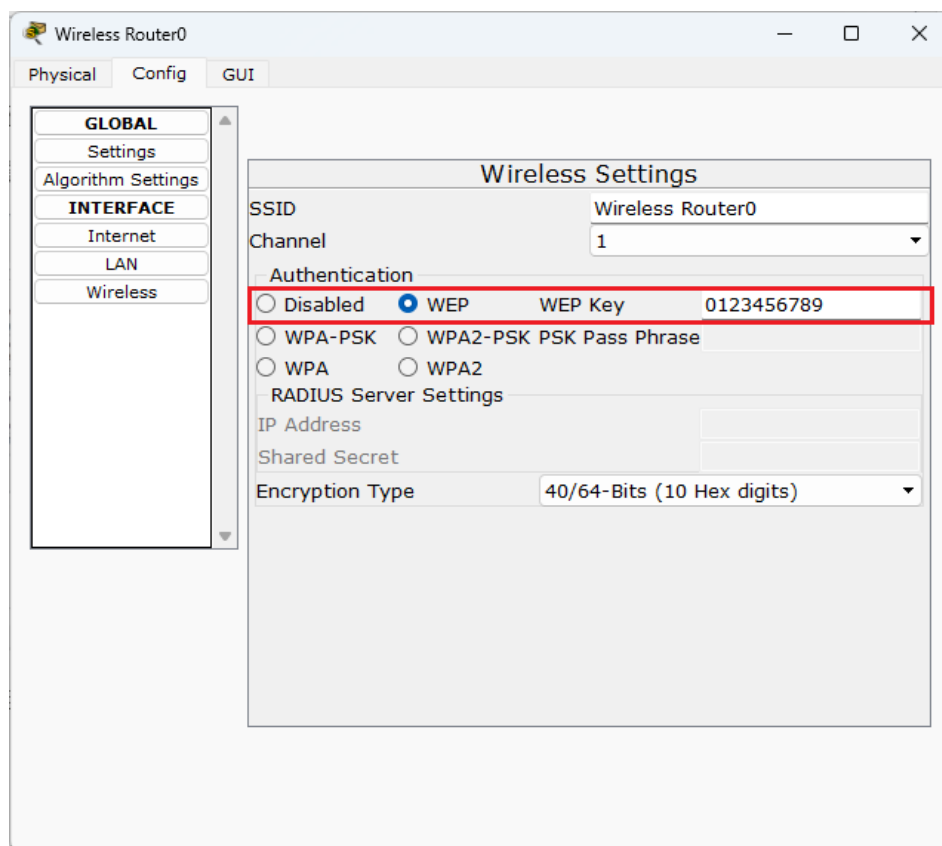 Wireless Router0
Physical Config GUI
GLOBAL
Settings
Algorithm Settings
INTERFACE
Internet
LAN
Wireless
Wireless Settings
SSID Wireless Router0
Channel 1
Authentication
Disabled WEP WEP Key 0123456789
WPA-PSK WPA2-PSK PSK Pass Phrase
WPA WPA2
RADIUS Server Settings
IP Address
Shared Secret
Encryption Type 40/64-Bits (10 Hex digits)